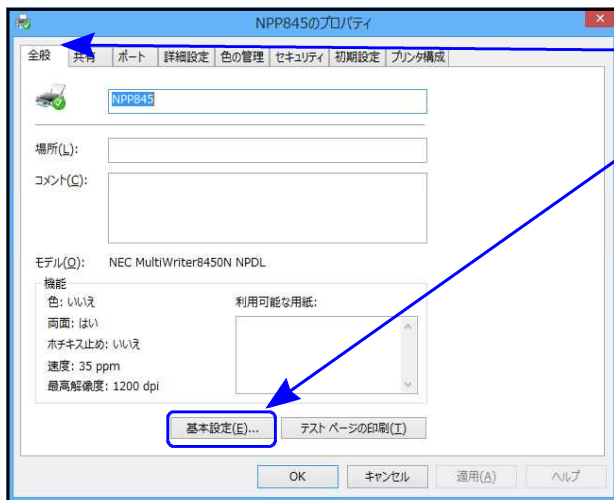 NPP845のプロパティ
全般 共有 ポート 詳細設定 色の管理 セキュリティ 初期設定 プリンタ構成
NPP845
場所(L):
コメント(C):
モデル(O): NEC MultiWriter8450N NPDL
機能
色: いいえ 利用可能な用紙:
両面: はい
ホチキス止め: いいえ
速度: 35 ppm
最高解像度: 1200 dpi
基本設定(E)... テスト ページの印刷(T)
OK キャンセル 適用(A) ヘルプ